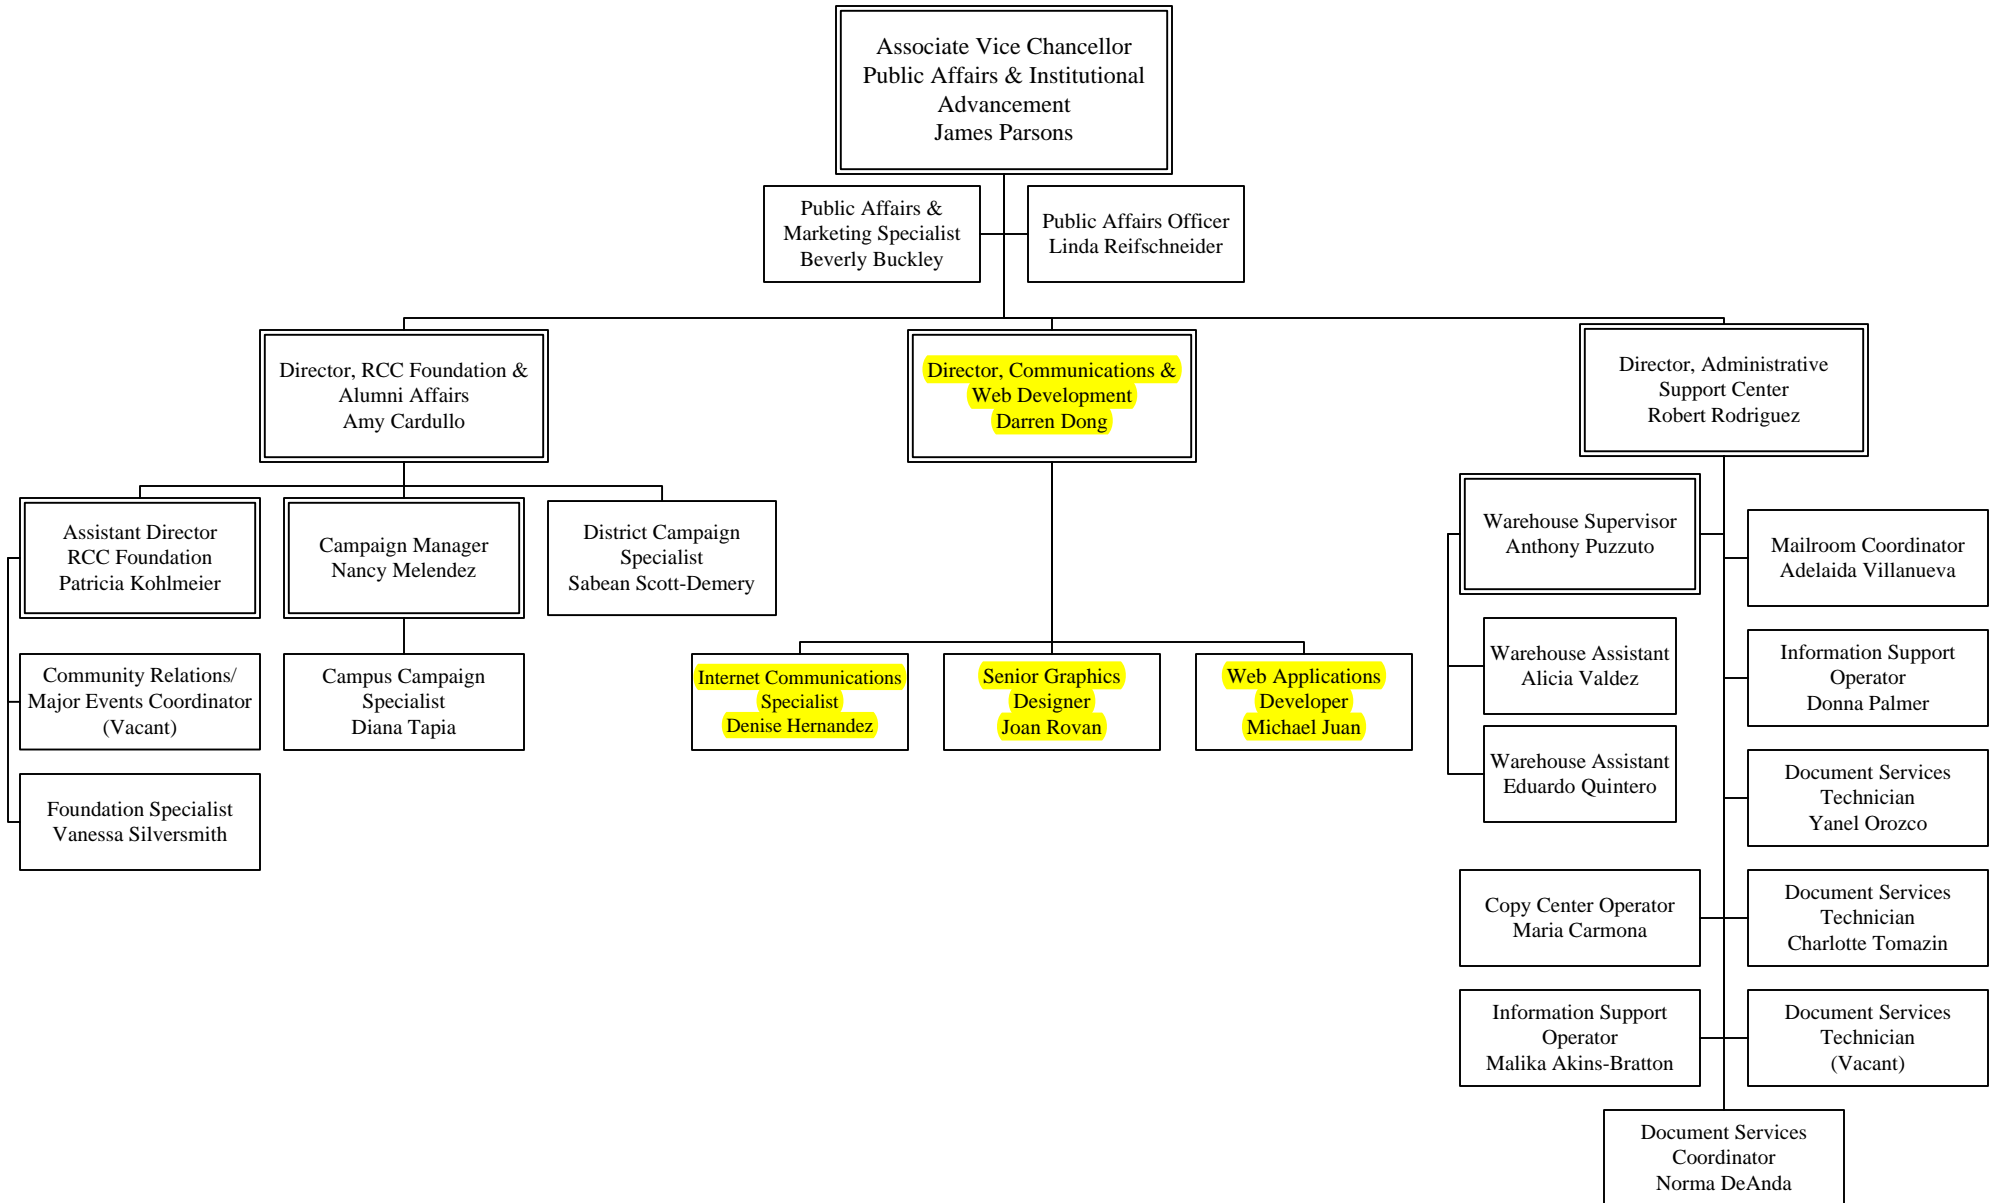 Associate Vice Chancellor
Public Affairs & Institutional
Advancement
James Parsons
Public Affairs &
Marketing Specialist
Beverly Buckley
Public Affairs Officer
Linda Reifschneider
Director, RCC Foundation &
Alumni Affairs
Amy Cardullo
Director, Communications &
Web Development
Darren Dong
Director, Administrative
Support Center
Robert Rodriguez
Assistant Director
RCC Foundation
Patricia Kohlmeier
Campaign Manager
Nancy Melendez
District Campaign
Specialist
Sabean Scott-Demery
Warehouse Supervisor
Anthony Puzzuto
Mailroom Coordinator
Adelaida Villanueva
Community Relations/
Major Events Coordinator
(Vacant)
Campus Campaign
Specialist
Diana Tapia
Internet Communications
Specialist
Denise Hernandez
Senior Graphics
Designer
Joan Rovan
Web Applications
Developer
Michael Juan
Warehouse Assistant
Alicia Valdez
Information Support
Operator
Donna Palmer
Foundation Specialist
Vanessa Silversmith
Warehouse Assistant
Eduardo Quintero
Document Services
Technician
Yanel Orozco
Copy Center Operator
Maria Carmona
Document Services
Technician
Charlotte Tomazin
Information Support
Operator
Malika Akins-Bratton
Document Services
Technician
(Vacant)
Document Services
Coordinator
Norma DeAnda